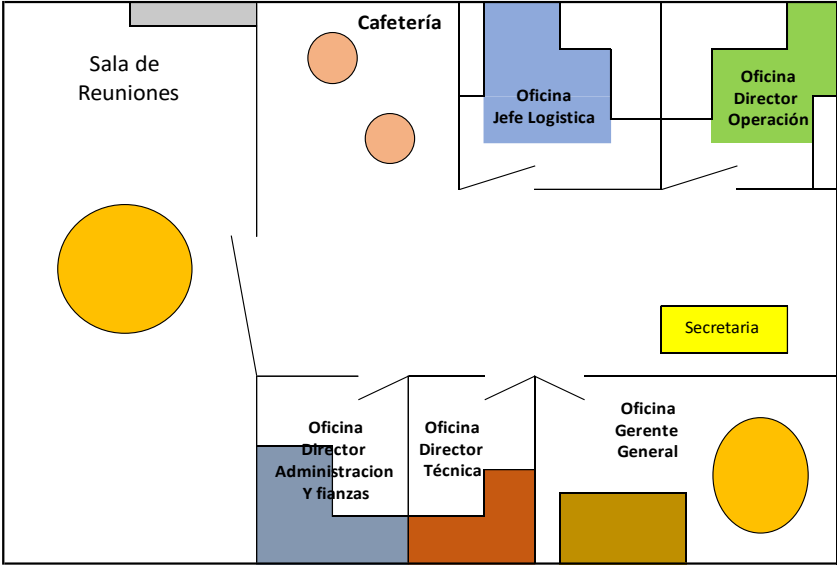 Cafetería
Sala de
Reuniones
Oficina
Jefe Logistica
Oficina
Director
Operación
Secretaria
Oficina
Director
Administracion
Y fianzas
Oficina
Director
Técnica
Oficina
Gerente
General